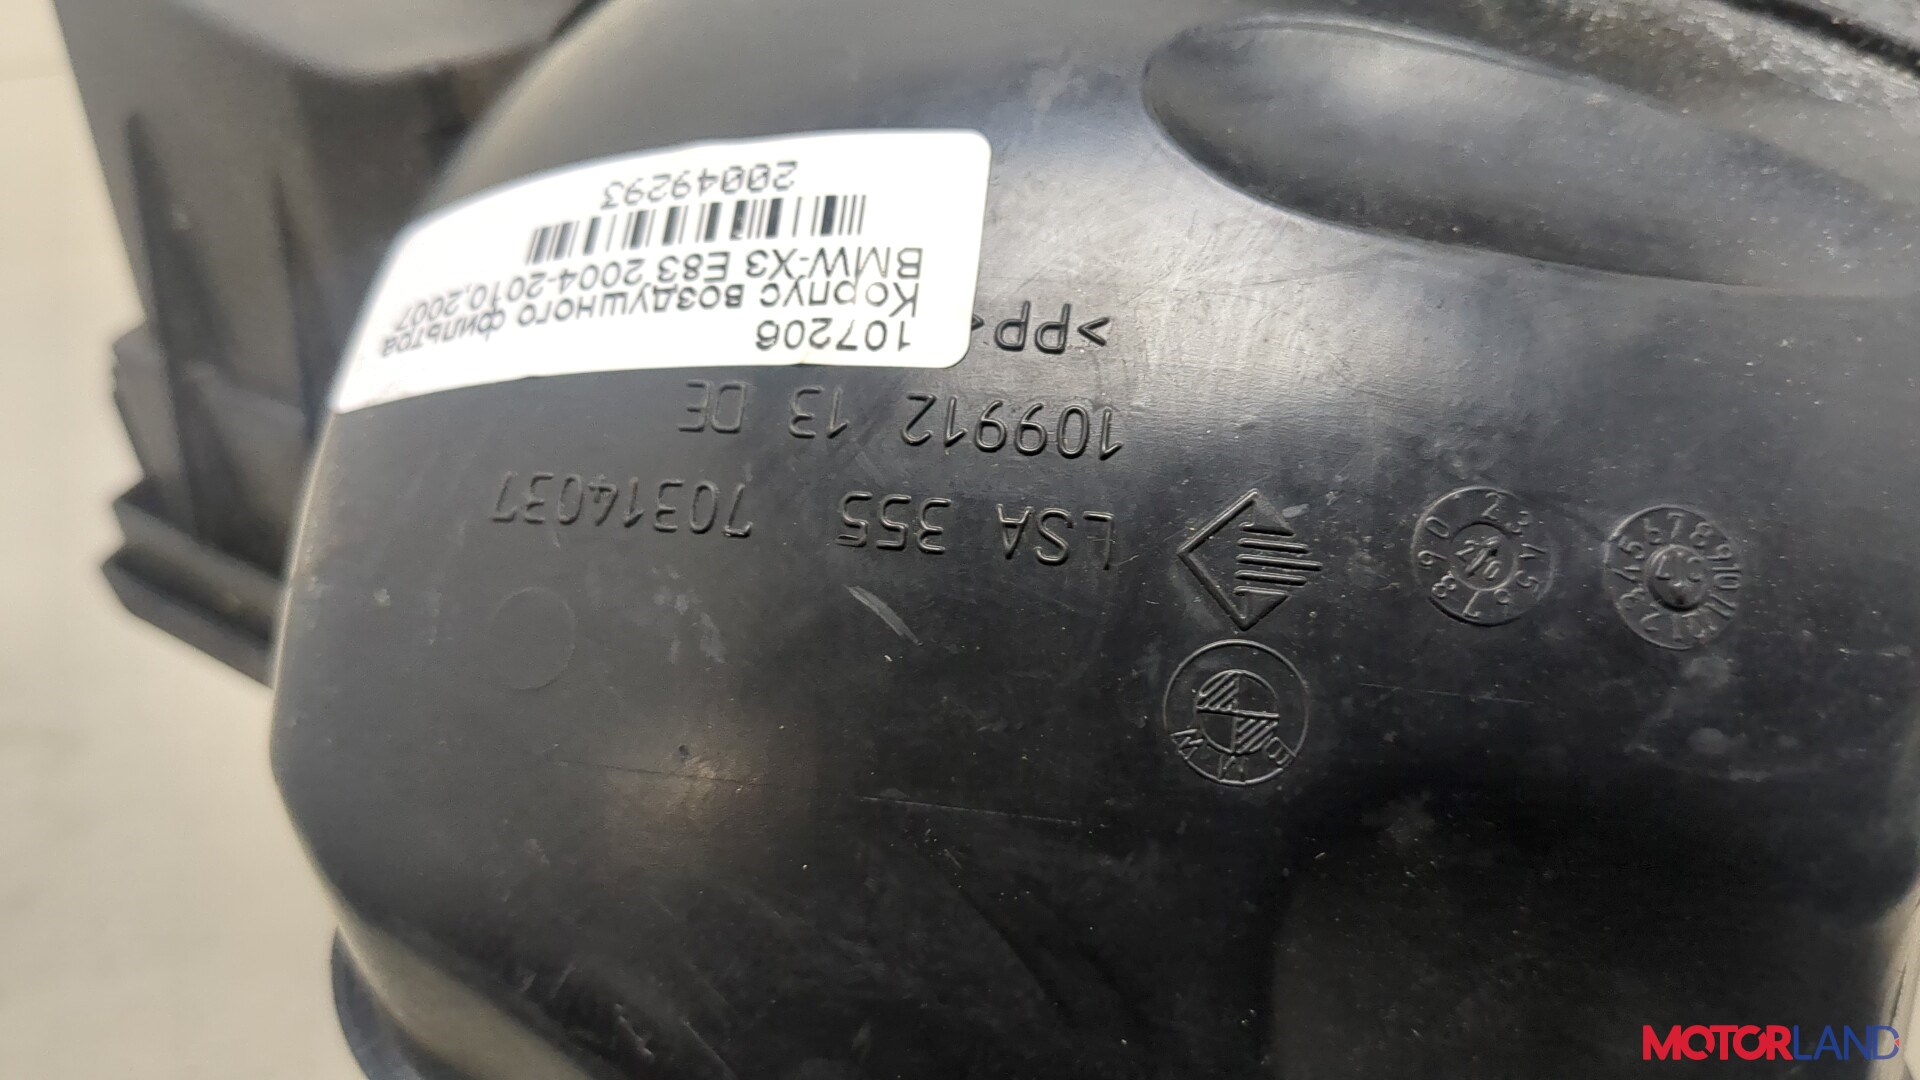 107206
Корпус воздушного фильтра
BMW-X3 E83 2004-2010,2007
20049293
>PP<
109912 13 DE
LSA 355 70314037
BMW
MOTORLAND